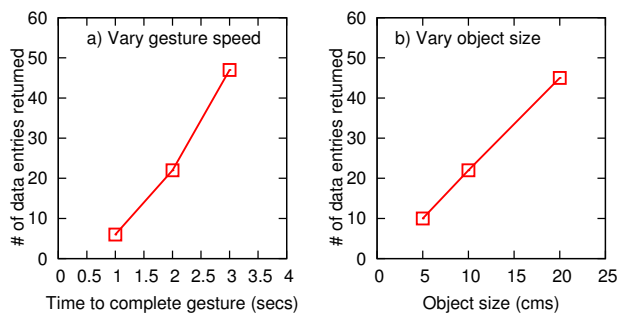 a) Vary gesture speed
# of data entries returned
60
50
40
30
20
10
0
0 0.5 1 1.5 2 2.5 3 3.5 4
Time to complete gesture (secs)
b) Vary object size
# of data entries returned
60
50
40
30
20
10
0
0 5 10 15 20 25
Object size (cms)